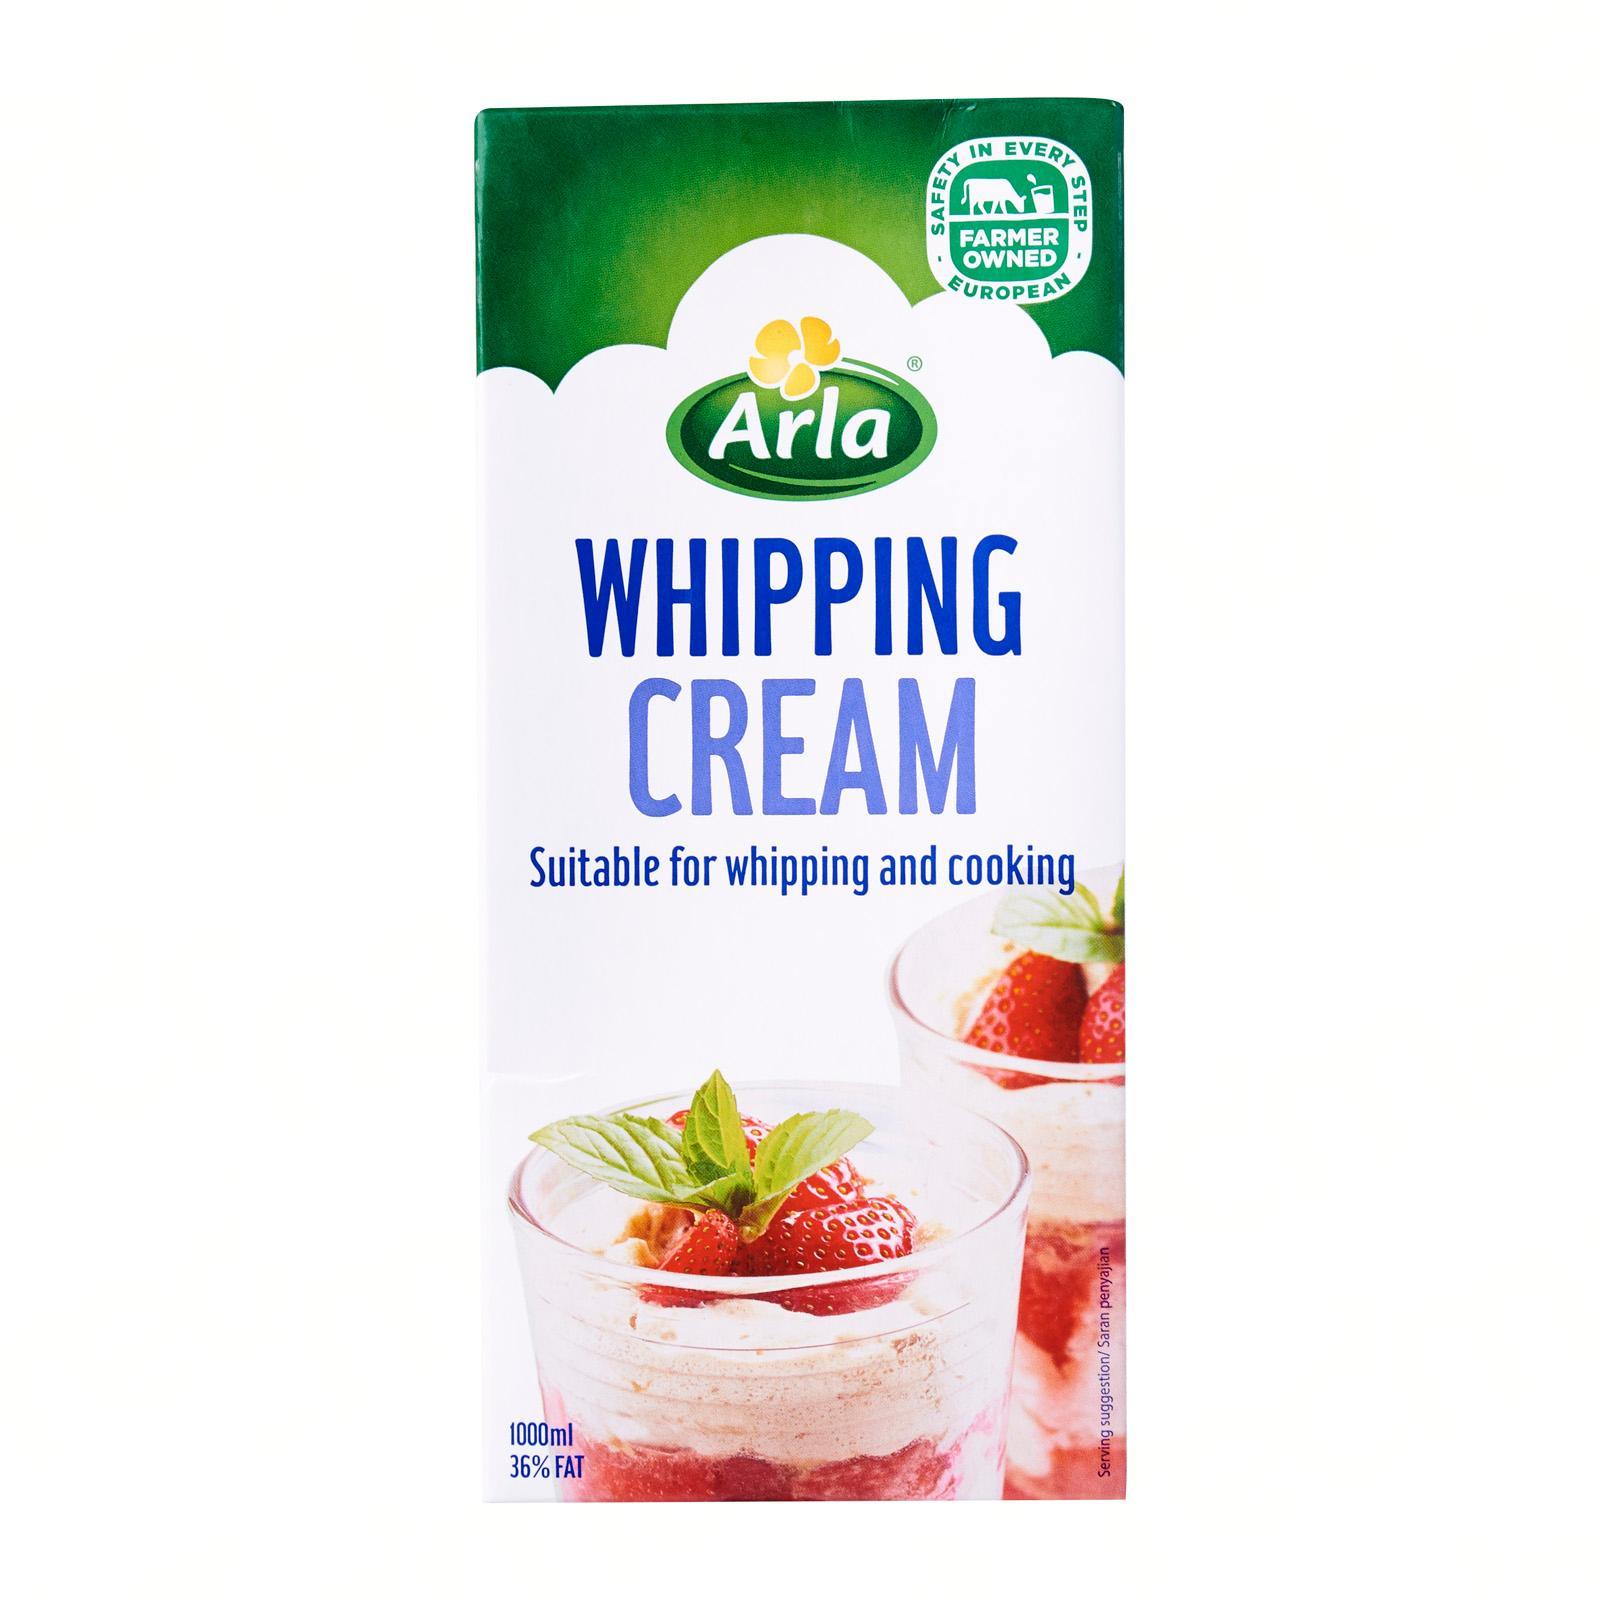 SAFETY IN EVERY STEP
FARMER
OWNED
- EUROPEAN -
Arla®
WHIPPING
CREAM
Suitable for whipping and cooking
Serving suggestion/ Saran penyajian
1000ml
36% FAT